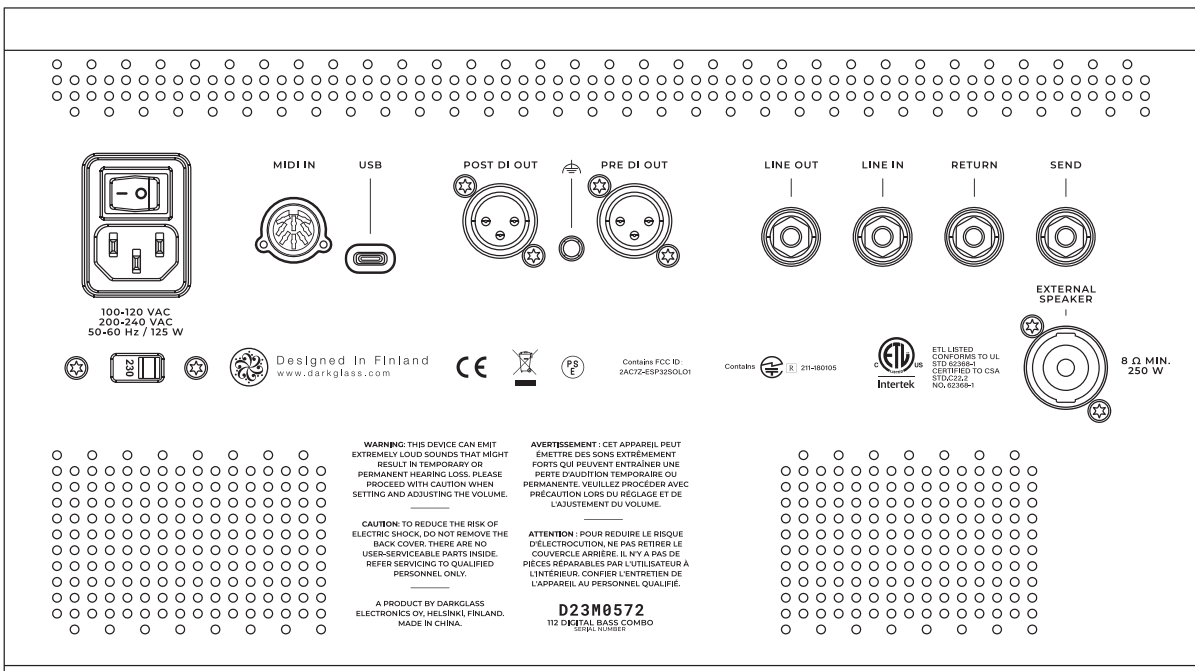 MIDI IN
USB
POST DI OUT
PRE DI OUT
LINE OUT
LINE IN
RETURN
SEND
EXTERNAL
SPEAKER
100-120 VAC
200-240 VAC
50-60 Hz / 125 W
230
Designed In Finland
www.darkglass.com
CE
PS
E
Contains FCC ID:
2AC7Z-ESP32SOLO1
Contains
R 211-180105
C ETL US
LISTED
Intertek
ETL LISTED
CONFORMS TO UL
STD 62368-1
CERTIFIED TO CSA
STD.C22.2
NO. 62368-1
8 Ω MIN.
250 W
WARNING: THIS DEVICE CAN EMIT
EXTREMELY LOUD SOUNDS THAT MIGHT
RESULT IN TEMPORARY OR
PERMANENT HEARING LOSS. PLEASE
PROCEED WITH CAUTION WHEN
SETTING AND ADJUSTING THE VOLUME.
CAUTION: TO REDUCE THE RISK OF
ELECTRIC SHOCK, DO NOT REMOVE THE
BACK COVER. THERE ARE NO
USER-SERVICEABLE PARTS INSIDE.
REFER SERVICING TO QUALIFIED
PERSONNEL ONLY.
A PRODUCT BY DARKGLASS
ELECTRONICS OY, HELSINKI, FINLAND.
MADE IN CHINA.
AVERTISSEMENT : CET APPAREIL PEUT
ÉMETTRE DES SONS EXTRÊMEMENT
FORTS QUI PEUVENT ENTRAÎNER UNE
PERTE D'AUDITION TEMPORAIRE OU
PERMANENTE. VEUILLEZ PROCÉDER AVEC
PRÉCAUTION LORS DU RÉGLAGE ET DE
L'AJUSTEMENT DU VOLUME.
ATTENTION : POUR REDUIRE LE RISQUE
D'ÉLECTROCUTION, NE PAS RETIRER LE
COUVERCLE ARRIÈRE. IL N'Y A PAS DE
PIÈCES RÉPARABLES PAR L'UTILISATEUR À
L'INTÉRIEUR. CONFIER L'ENTRETIEN DE
L'APPAREIL AU PERSONNEL QUALIFIÉ.
D23M0572
112 DIGITAL BASS COMBO
SERIAL NUMBER